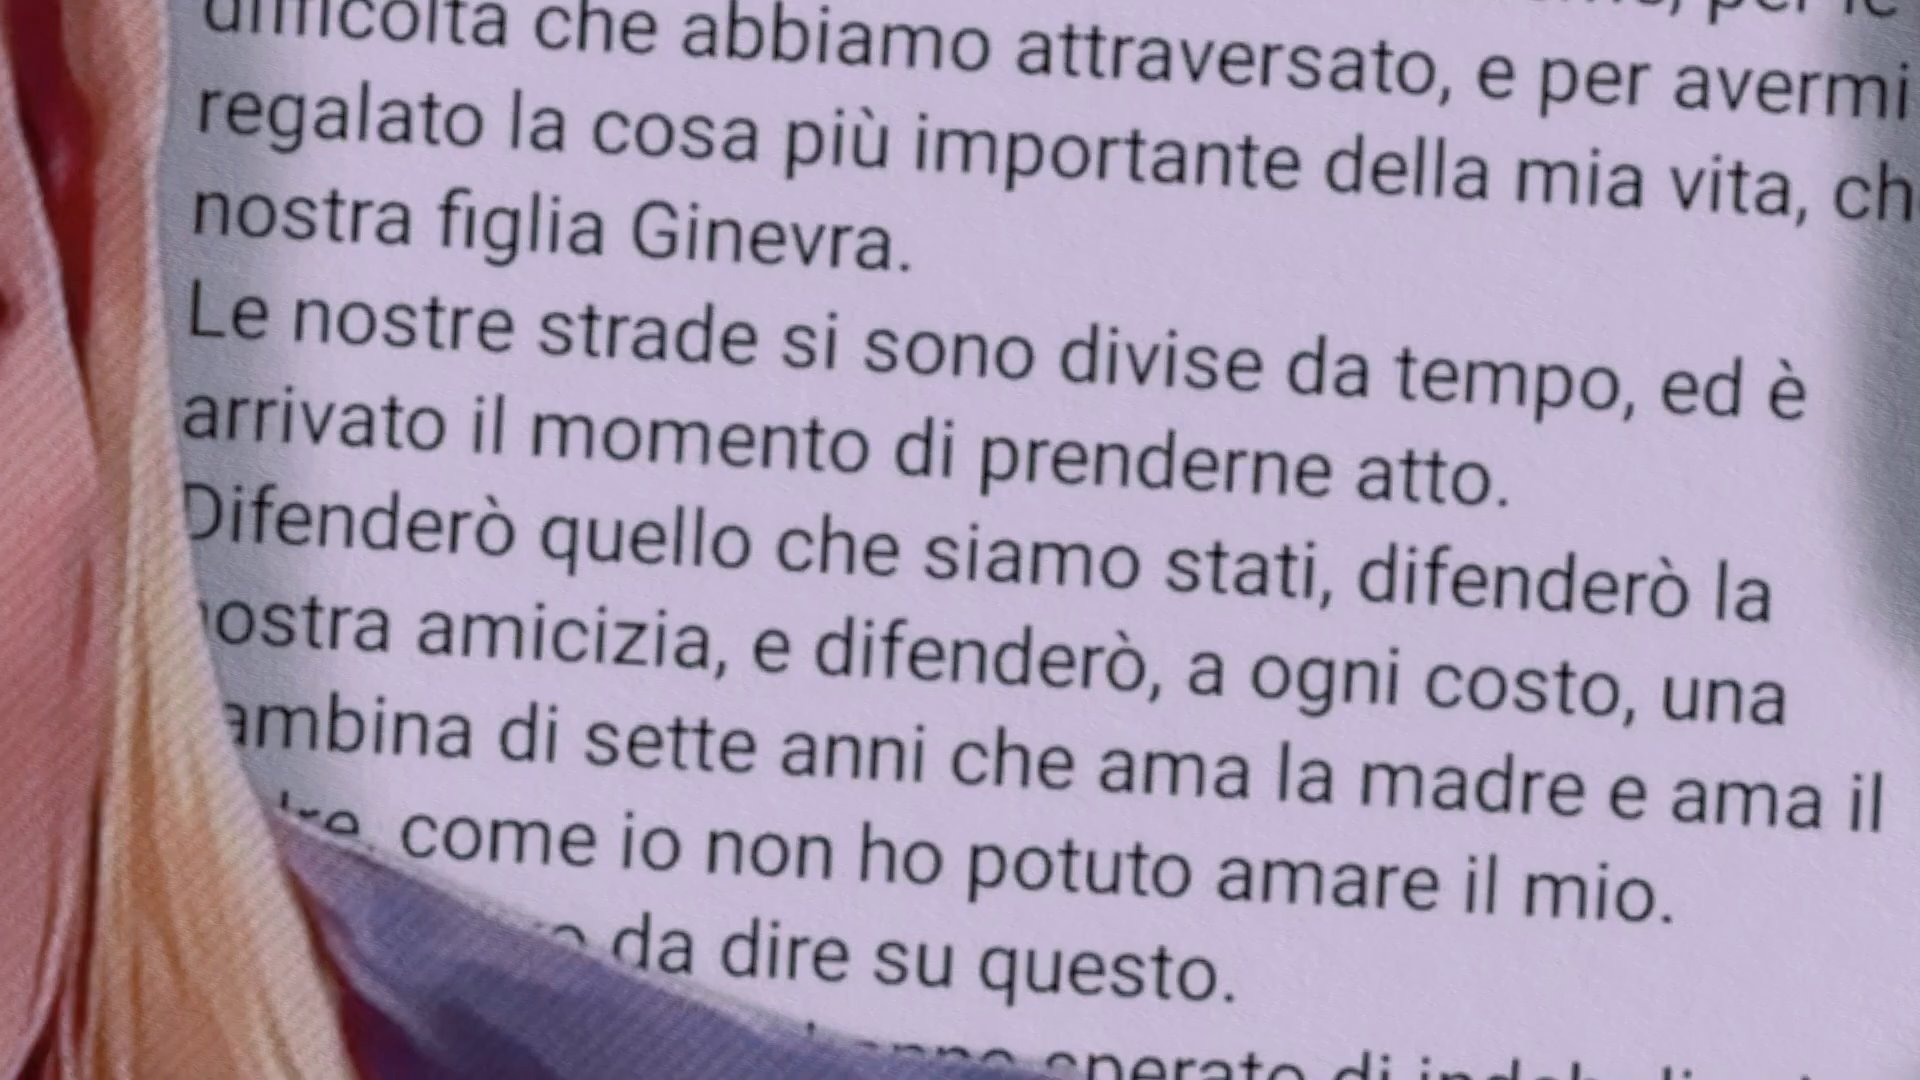 difficoltà che abbiamo attraversato, e per avermi
regalato la cosa più importante della mia vita, ch
nostra figlia Ginevra.
Le nostre strade si sono divise da tempo, ed è
arrivato il momento di prenderne atto.
Difenderò quello che siamo stati, difenderò la
nostra amicizia, e difenderò, a ogni costo, una
ambina di sette anni che ama la madre e ama il
come io non ho potuto amare il mio.
da dire su questo.
sperato di